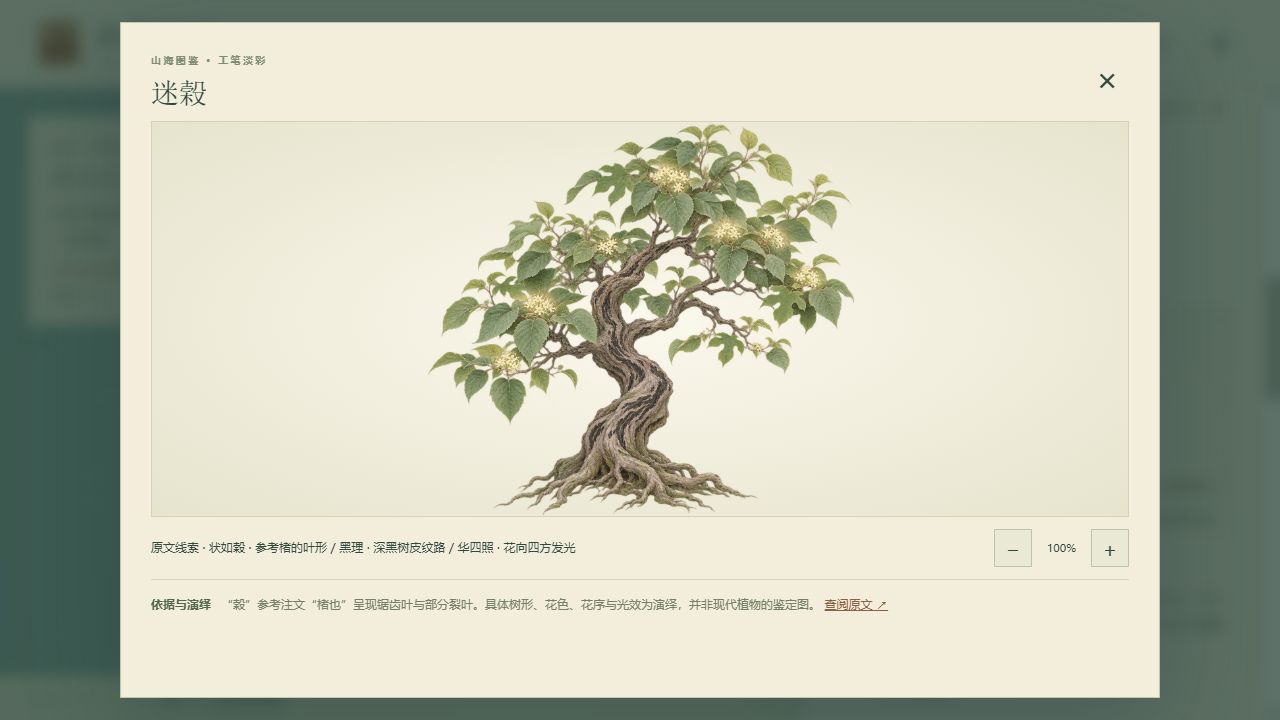 山海图鉴 • 工笔淡彩
迷榖
原文线索 · 状如榖 · 参考楮的叶形 / 黑理 · 深黑树皮纹路 / 华四照 · 花向四方发光
− 100% +
依据与演绎 “榖”参考注文“楮也”呈现锯齿叶与部分裂叶。具体树形、花色、花序与光效为演绎，并非现代植物的鉴定图。 查阅原文 ↗